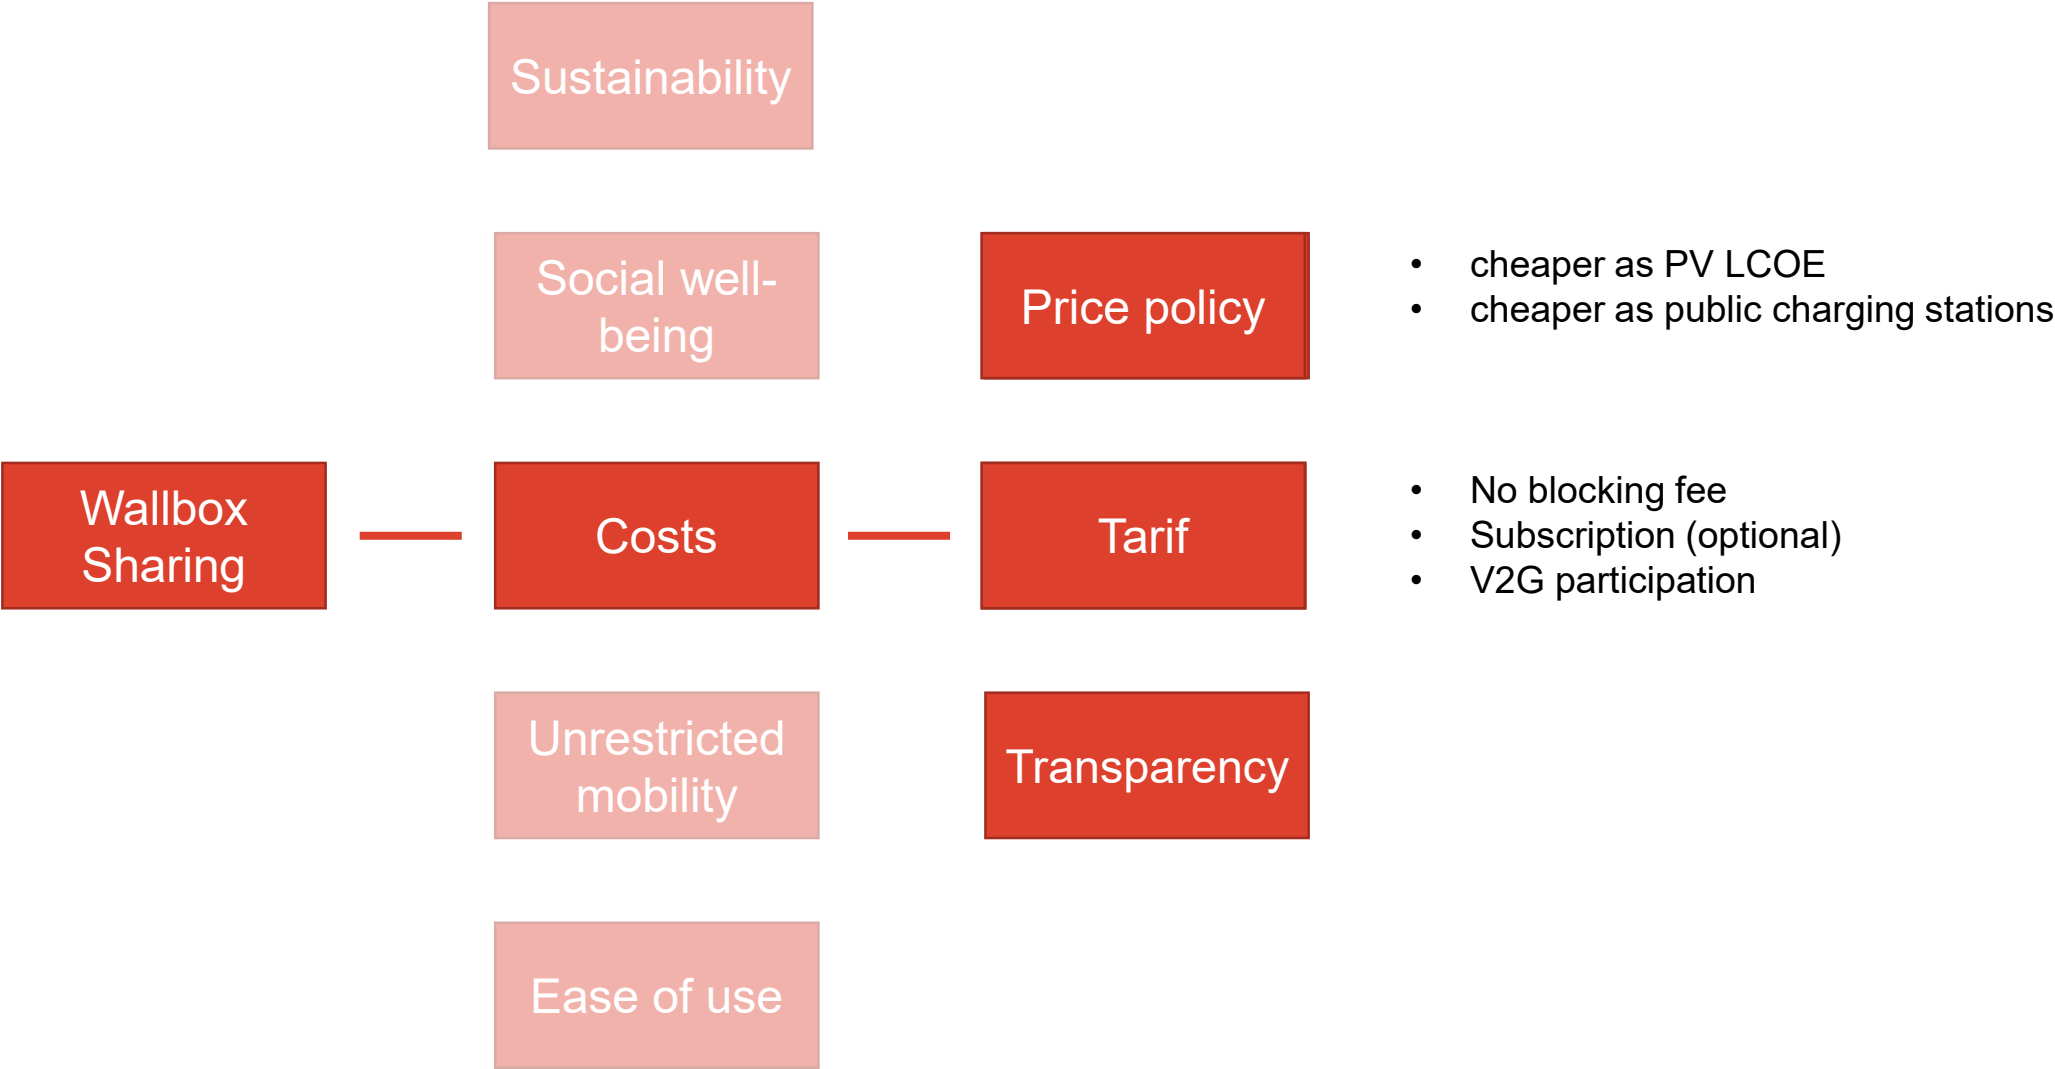 Sustainability
Social well-
being
Price policy
• cheaper as PV LCOE
• cheaper as public charging stations
Wallbox
Sharing
Costs
Tarif
• No blocking fee
• Subscription (optional)
• V2G participation
Unrestricted
mobility
Transparency
Ease of use